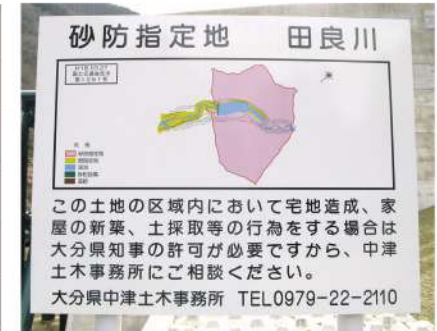 砂防指定地 田良川
この土地の区域内において宅地造成、家
屋の新築、土採取等の行為をする場合は
大分県知事の許可が必要ですから、中津
土木事務所にご相談ください。
大分県中津土木事務所 TEL0979-22-2110